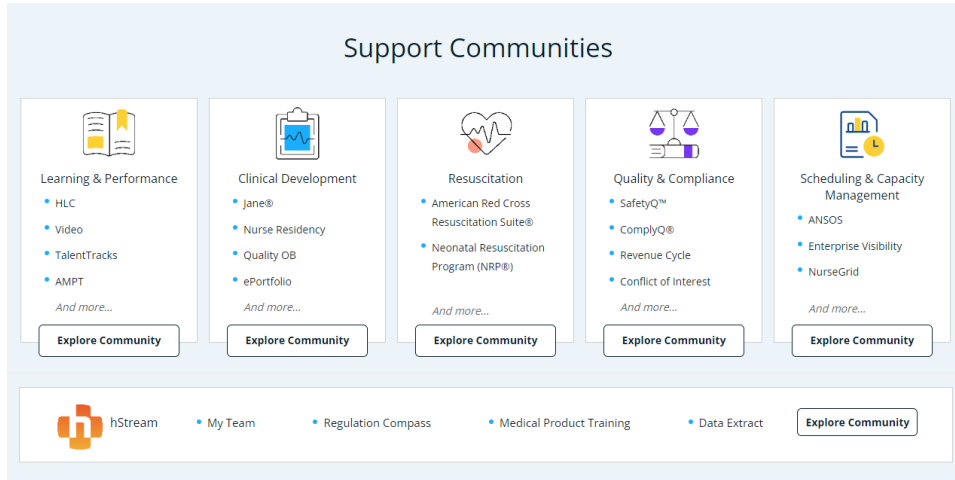 Support Communities
Learning & Performance
HLC
Video
TalentTracks
AMPT
And more...
Explore Community
Clinical Development
Jane®
Nurse Residency
Quality OB
ePortfolio
And more...
Explore Community
Resuscitation
American Red Cross
Resuscitation Suite®
Neonatal Resuscitation
Program (NRP®)
And more...
Explore Community
Quality & Compliance
SafetyQ™
ComplyQ®
Revenue Cycle
Conflict of Interest
And more...
Explore Community
Scheduling & Capacity
Management
ANSOS
Enterprise Visibility
NurseGrid
And more...
Explore Community
h
hStream
My Team
Regulation Compass
Medical Product Training
Data Extract
Explore Community